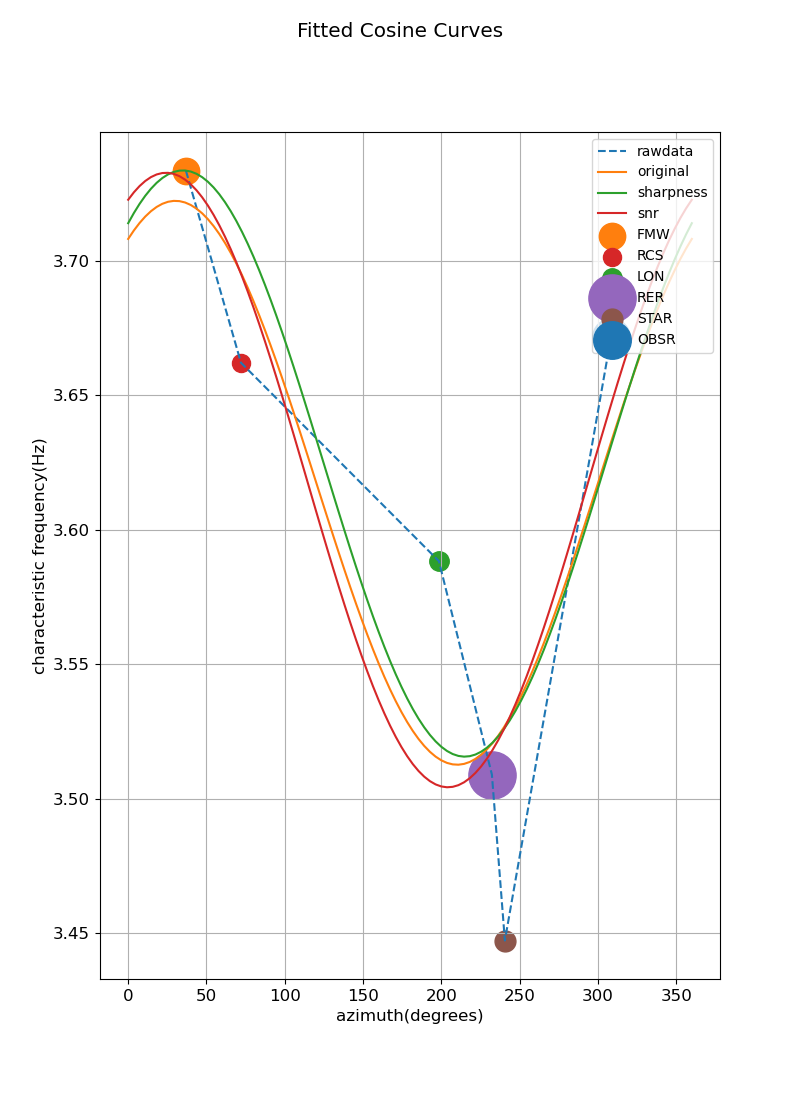 Fitted Cosine Curves
rawdata
original
sharpness
snr
FMW
RCS
LON
RER
STAR
OBSR
3.70
3.65
3.60
3.55
3.50
3.45
characteristic frequency(Hz)
0 50 100 150 200 250 300 350
azimuth(degrees)